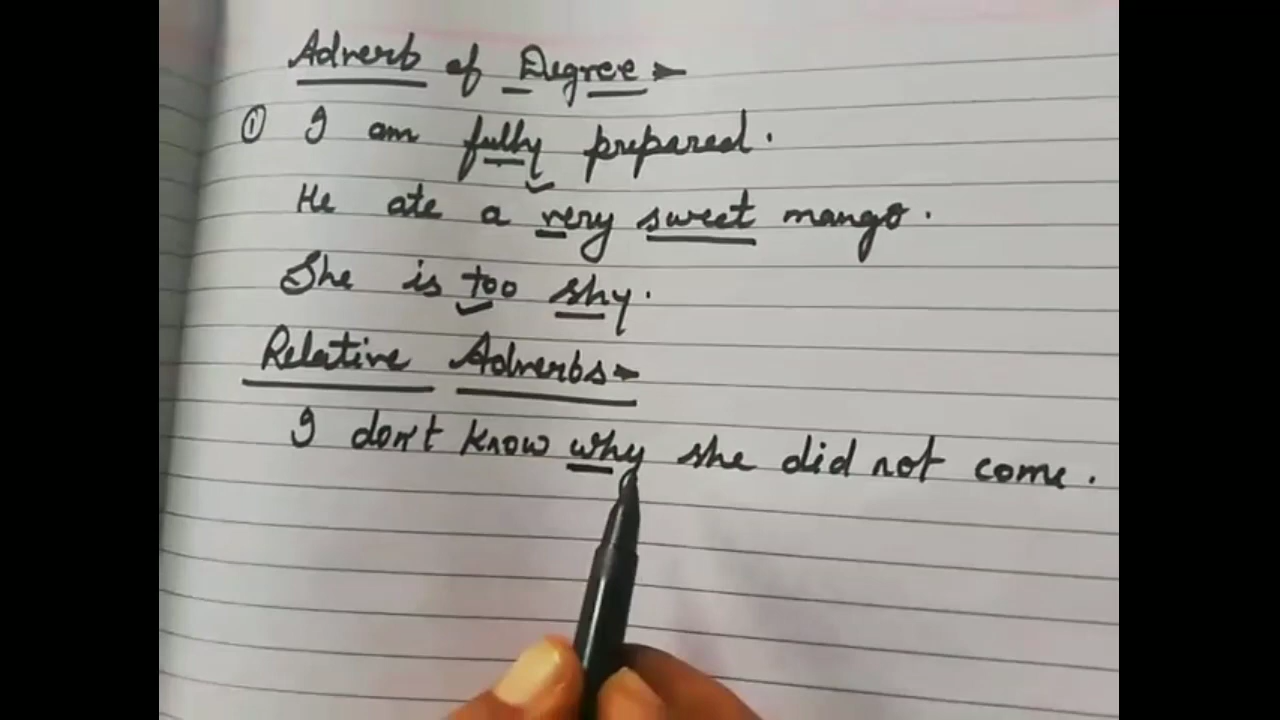 Adverb of Degree
① I am fully prepared.
He ate a very sweet mango.
She is too shy.
Relative Adverbs-
I don't know why she did not come.